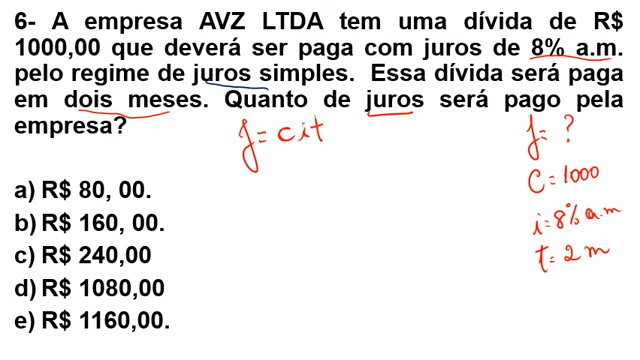 6- A empresa AVZ LTDA tem uma dívida de R$
1000,00 que deverá ser paga com juros de 8% a.m.
pelo regime de juros simples. Essa dívida será paga
em dois meses. Quanto de juros será pago pela
empresa?
J = cit
J = ?
C = 1000
i = 8% a.m
t = 2 m
a) R$ 80, 00.
b) R$ 160, 00.
c) R$ 240,00
d) R$ 1080,00
e) R$ 1160,00.